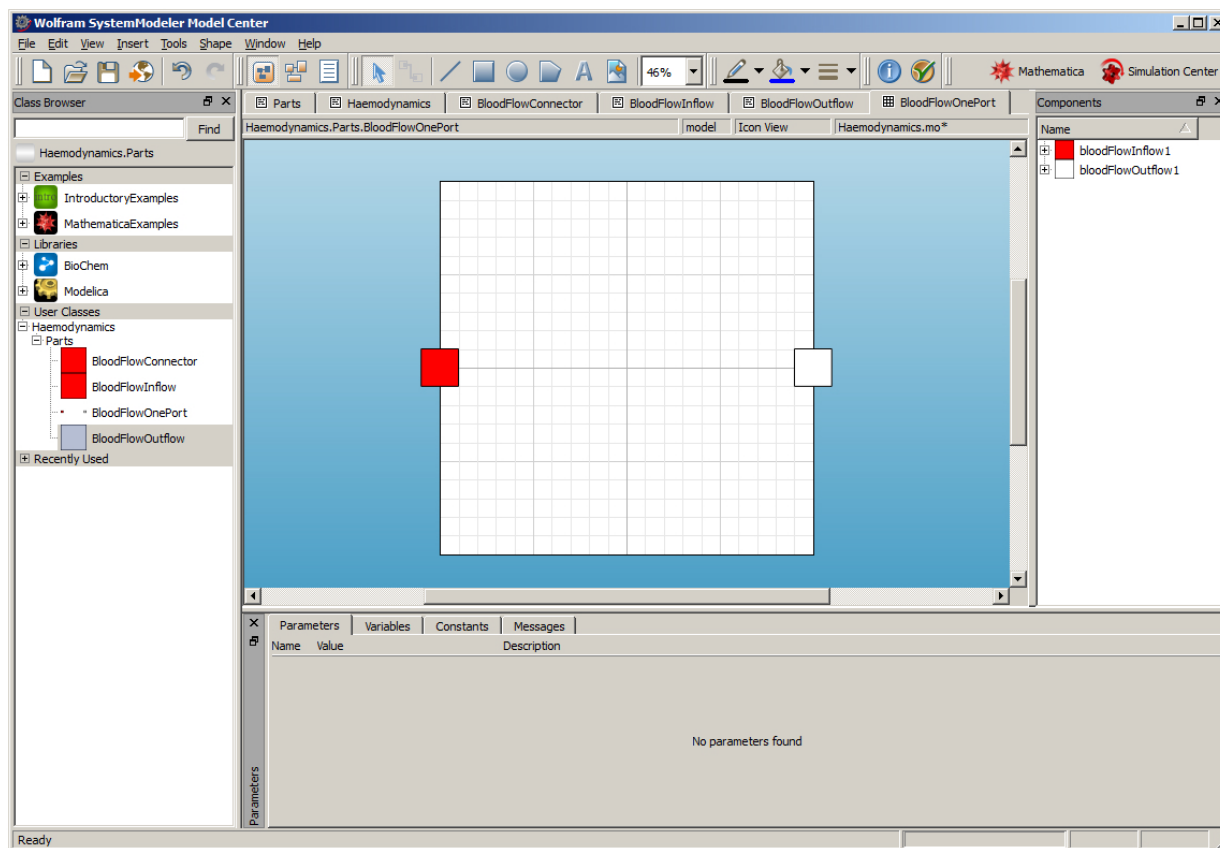 Wolfram SystemModeler Model Center
File Edit View Insert Tools Shape Window Help
46% Mathematica Simulation Center
Class Browser
Find
Haemodynamics.Parts
Examples
IntroductoryExamples
MathematicaExamples
Libraries
BioChem
Modelica
User Classes
Haemodynamics
Parts
BloodFlowConnector
BloodFlowInflow
BloodFlowOnePort
BloodFlowOutflow
Recently Used
Parts Haemodynamics BloodFlowConnector BloodFlowInflow BloodFlowOutflow BloodFlowOnePort
Haemodynamics.Parts.BloodFlowOnePort model Icon View Haemodynamics.mo*
Components
Name
bloodFlowInflow1
bloodFlowOutflow1
Parameters Variables Constants Messages
Name Value Description
No parameters found
Parameters
Ready